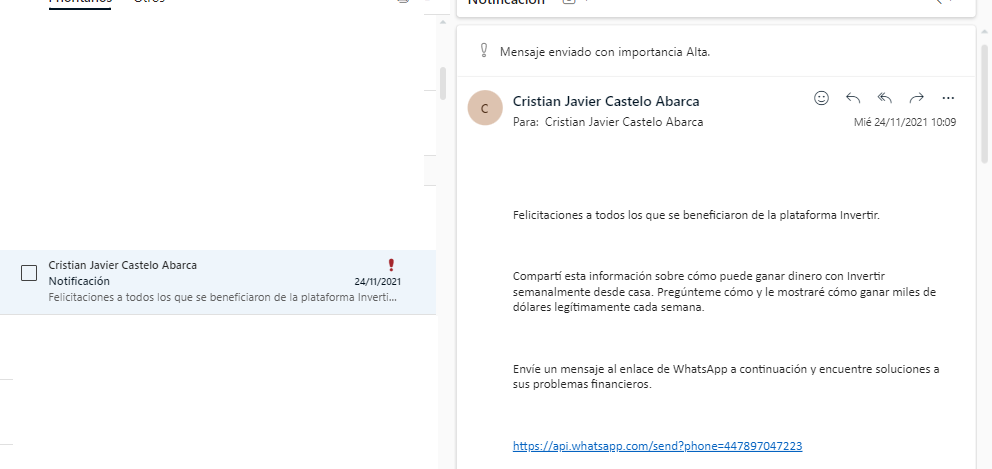 Prioritarios Otros
Notificación
Mensaje enviado con importancia Alta.
C
Cristian Javier Castelo Abarca
Para: Cristian Javier Castelo Abarca
Mié 24/11/2021 10:09
Felicitaciones a todos los que se beneficiaron de la plataforma Invertir.
Compartí esta información sobre cómo puede ganar dinero con Invertir
semanalmente desde casa. Pregúnteme cómo y le mostraré cómo ganar miles de
dólares legítimamente cada semana.
Envíe un mensaje al enlace de WhatsApp a continuación y encuentre soluciones a
sus problemas financieros.
https://api.whatsapp.com/send?phone=447897047223
Cristian Javier Castelo Abarca
Notificación
24/11/2021
Felicitaciones a todos los que se beneficiaron de la plataforma Inverti...